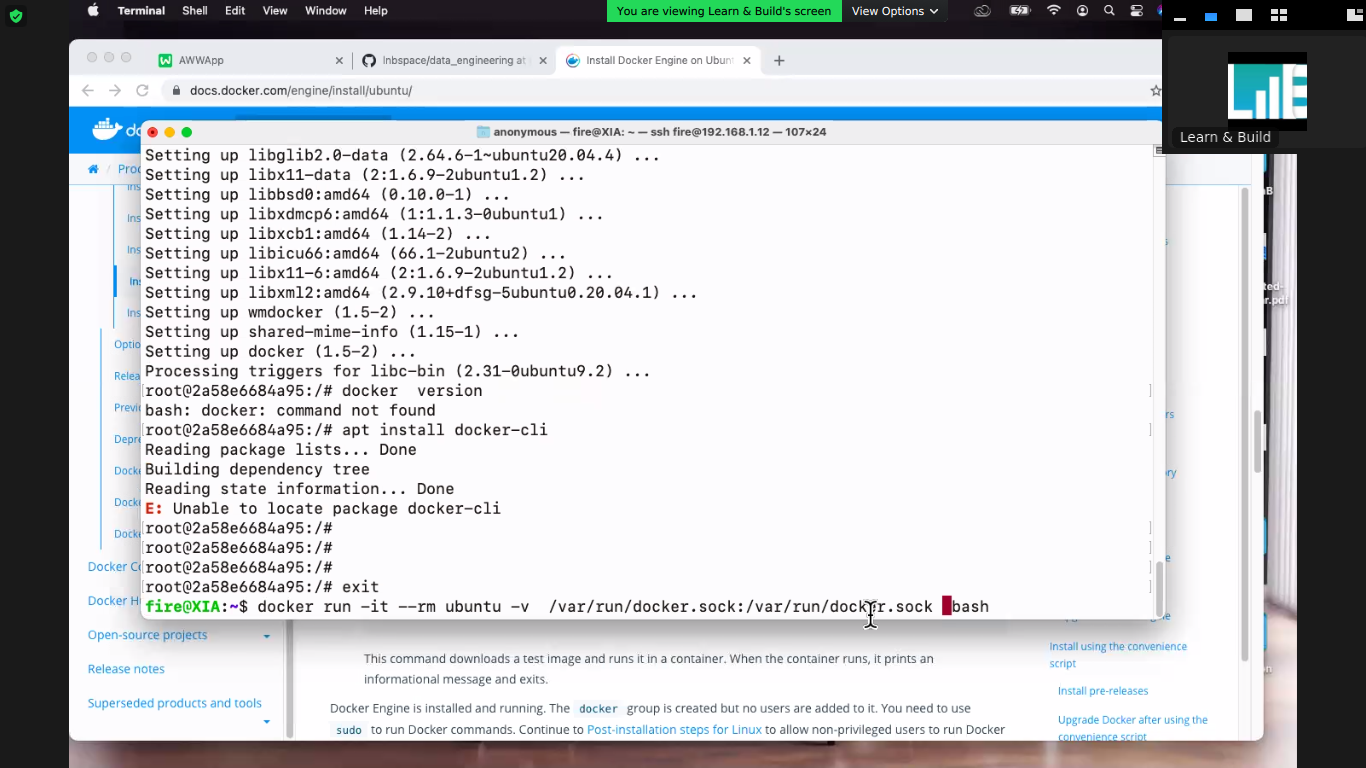 Terminal Shell Edit View Window Help
You are viewing Learn & Build's screen View Options
AWWApp
lnbspace/data_engineering at
Install Docker Engine on Ubun
docs.docker.com/engine/install/ubuntu/
Learn & Build
anonymous — fire@XIA: ~ — ssh fire@192.168.1.12 — 107×24
Setting up libglib2.0-data (2.64.6-1~ubuntu20.04.4) ...
Setting up libx11-data (2:1.6.9-2ubuntu1.2) ...
Setting up libbsd0:amd64 (0.10.0-1) ...
Setting up libxdmcp6:amd64 (1:1.1.3-0ubuntu1) ...
Setting up libxcb1:amd64 (1.14-2) ...
Setting up libicu66:amd64 (66.1-2ubuntu2) ...
Setting up libx11-6:amd64 (2:1.6.9-2ubuntu1.2) ...
Setting up libxml2:amd64 (2.9.10+dfsg-5ubuntu0.20.04.1) ...
Setting up wmdocker (1.5-2) ...
Setting up shared-mime-info (1.15-1) ...
Setting up docker (1.5-2) ...
Processing triggers for libc-bin (2.31-0ubuntu9.2) ...
root@2a58e6684a95:/# docker  version
bash: docker: command not found
root@2a58e6684a95:/# apt install docker-cli
Reading package lists... Done
Building dependency tree
Reading state information... Done
E: Unable to locate package docker-cli
root@2a58e6684a95:/#
root@2a58e6684a95:/#
root@2a58e6684a95:/#
root@2a58e6684a95:/# exit
fire@XIA:~$ docker run -it --rm ubuntu -v  /var/run/docker.sock:/var/run/docker.sock bash
Open-source projects
Release notes
Superseded products and tools
This command downloads a test image and runs it in a container. When the container runs, it prints an
informational message and exits.
Docker Engine is installed and running. The docker group is created but no users are added to it. You need to use
sudo to run Docker commands. Continue to Post-installation steps for Linux to allow non-privileged users to run Docker
Install using the convenience
script
Install pre-releases
Upgrade Docker after using the
convenience script